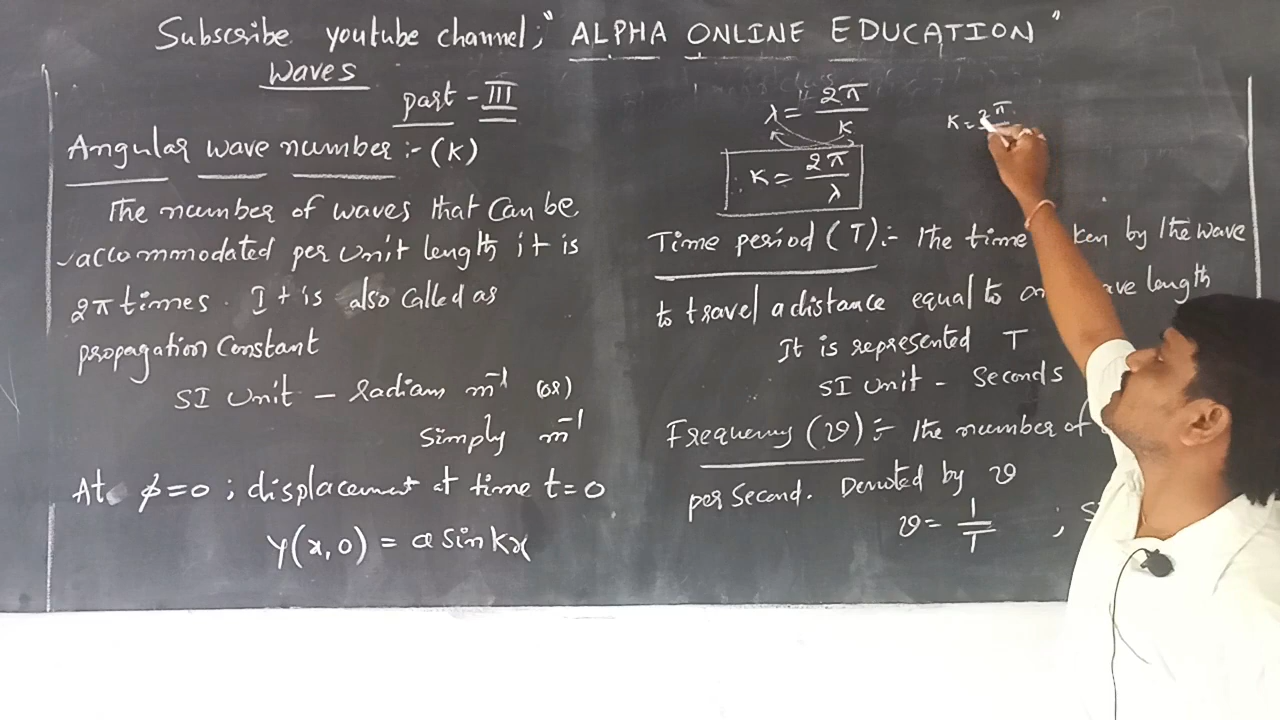 Subscribe youtube channel; "ALPHA ONLINE EDUCATION"
Waves
part - III
Angular wave number :- (K)
The number of waves that can be
accommodated per unit length it is
2π times. It is also called as
propagation Constant
SI Unit - radian m⁻¹ (or)
Simply m⁻¹
At ϕ=0 ; displacement at time t=0
Y(x,0) = a sin kx
λ = 2π/K
K = 2π/λ
K = 2π
Time period (T) :- the time by the wave
to travel a distance equal to length
It is represented T
SI Unit - Seconds
Frequency (ϑ) :- the number of
per second. Denoted by ϑ
ϑ = 1/T ; S